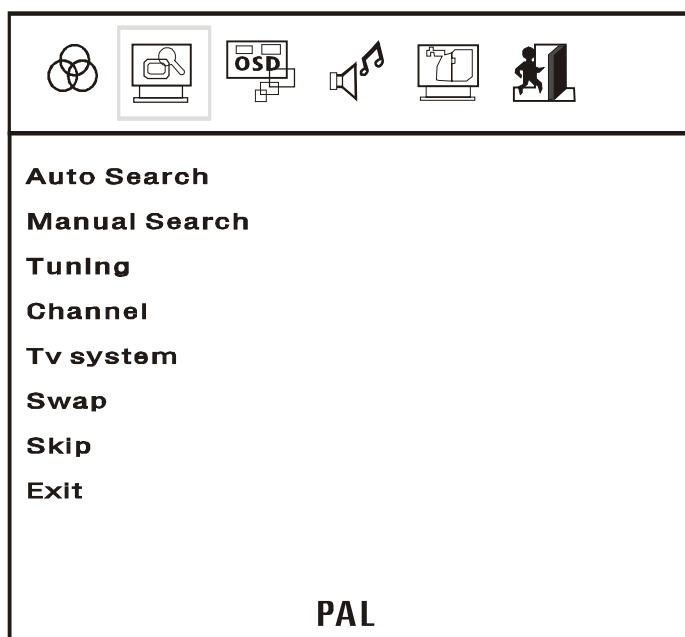 OSD
Auto Search
Manual Search
Tuning
Channel
Tv system
Swap
Skip
Exit
PAL